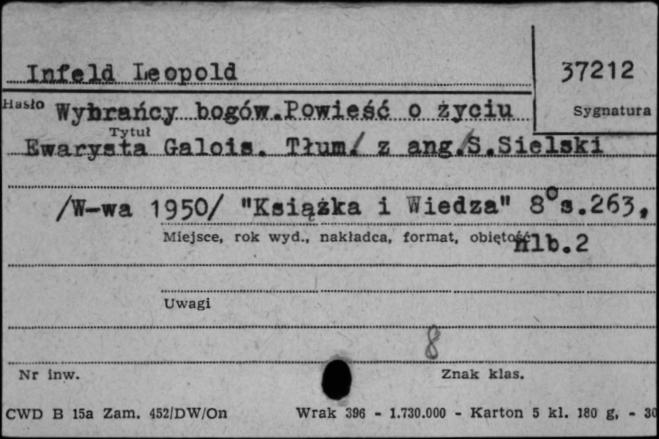 Infeld Leopold
37212
Hasło Wybrańcy bogów.Powieść o życiu
Sygnatura
Tytuł
Ewarysta Galois. Tłum/ z ang/S.Sielski
/W-wa 1950/ "Książka i Wiedza" 8° s.263,
Miejsce, rok wyd., nakładca, format, objętość
nlb.2
Uwagi
8
Nr inw.
Znak klas.
CWD B 15a Zam. 452/DW/On Wrak 396 - 1.730.000 - Karton 5 kl. 180 g, - 30